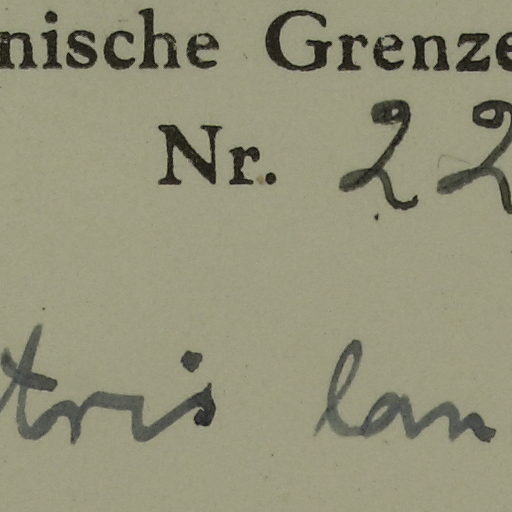 nische Grenze
Nr. 22
tris lan